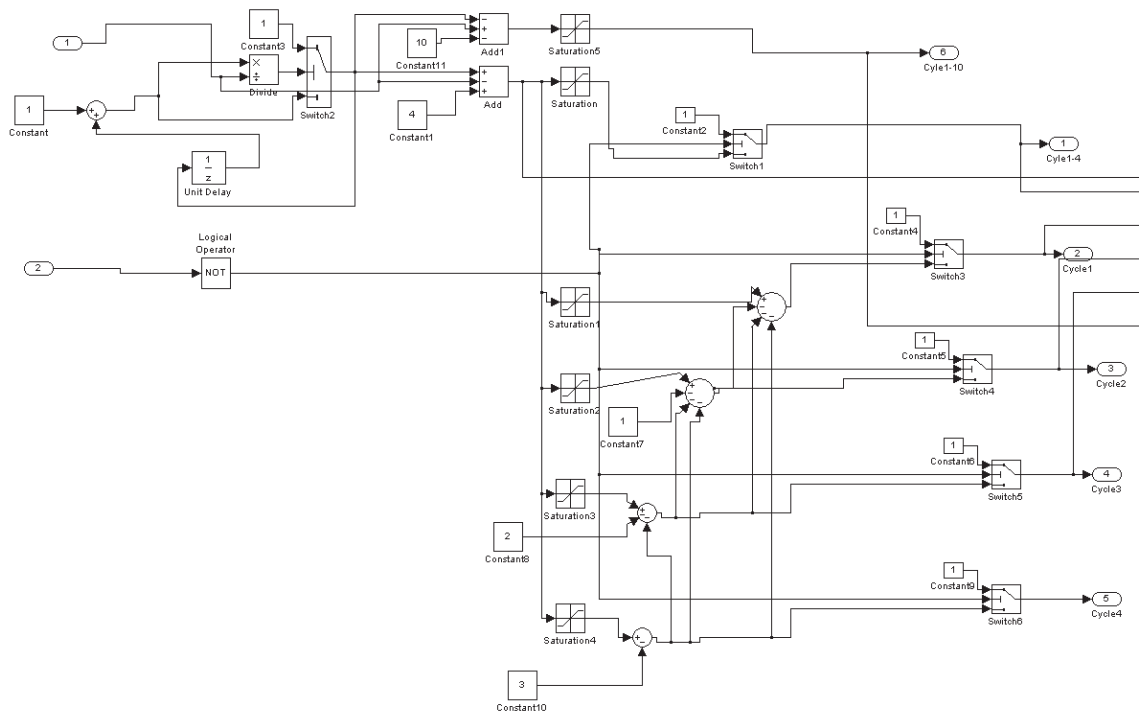 1
Constant3
1
10
Constant11
Add1
Saturation5
6
Cyle1-10
Divide
Switch2
1
Constant
4
Constant1
Add
Saturation
1
Constant2
Switch1
1
Cyle1-4
1
z
Unit Delay
2
Logical
Operator
NOT
1
Constant4
Switch3
2
Cycle1
Saturation1
1
Constant5
Switch4
3
Cycle2
Saturation2
1
Constant7
1
Constant6
Switch5
4
Cycle3
Saturation3
2
Constant8
1
Constant9
Switch6
5
Cycle4
Saturation4
3
Constant10